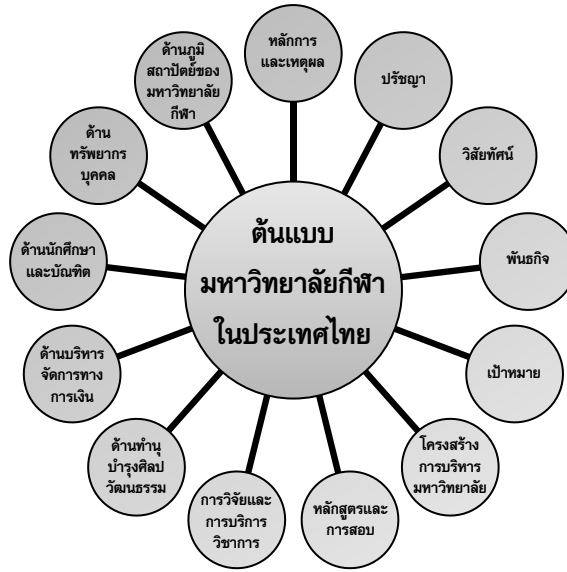 ต้นแบบ
มหาวิทยาลัยกีฬา
ในประเทศไทย
หลักการ
และเหตุผล
ปรัชญา
วิสัยทัศน์
พันธกิจ
เป้าหมาย
โครงสร้าง
การบริหาร
มหาวิทยาลัย
หลักสูตรและ
การสอบ
การวิจัยและ
การบริการ
วิชาการ
ด้านทำนุ
บำรุงศิลป
วัฒนธรรม
ด้านบริหาร
จัดการทาง
การเงิน
ด้านนักศึกษา
และบัณฑิต
ด้าน
ทรัพยากร
บุคคล
ด้านภูมิ
สถาปัตย์ของ
มหาวิทยาลัย
กีฬา